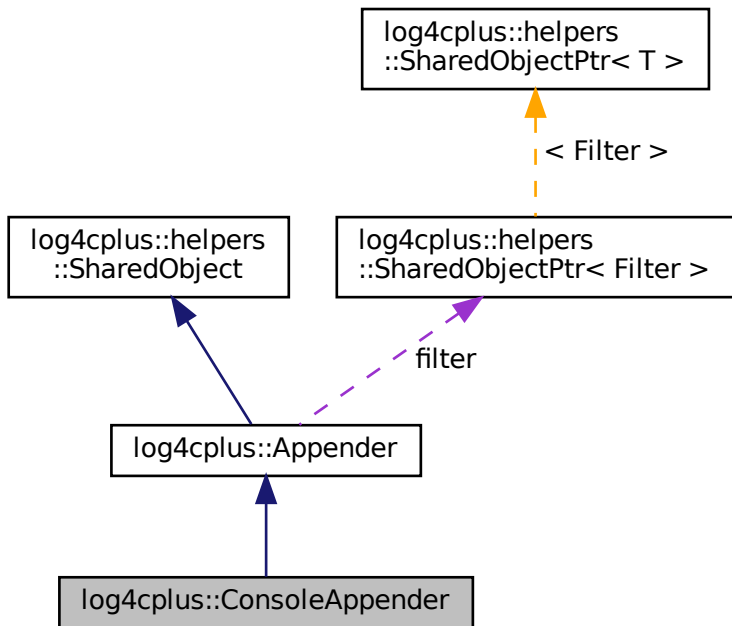 log4cplus::helpers
::SharedObjectPtr< T >
< Filter >
log4cplus::helpers
::SharedObject
log4cplus::helpers
::SharedObjectPtr< Filter >
filter
log4cplus::Appender
log4cplus::ConsoleAppender